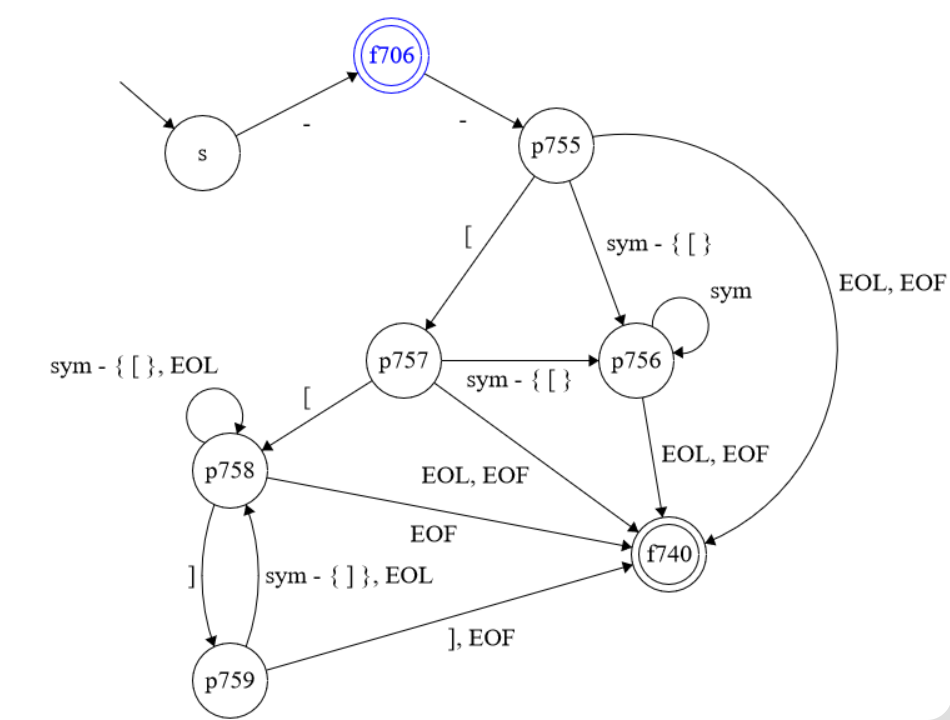 f706
-
-
s
p755
[
sym - { [ }
EOL, EOF
sym
p757
p756
sym - { [ }
sym - { [ }, EOL
[
p758
EOL, EOF
EOL, EOF
EOF
f740
]
sym - { ] }, EOL
], EOF
p759